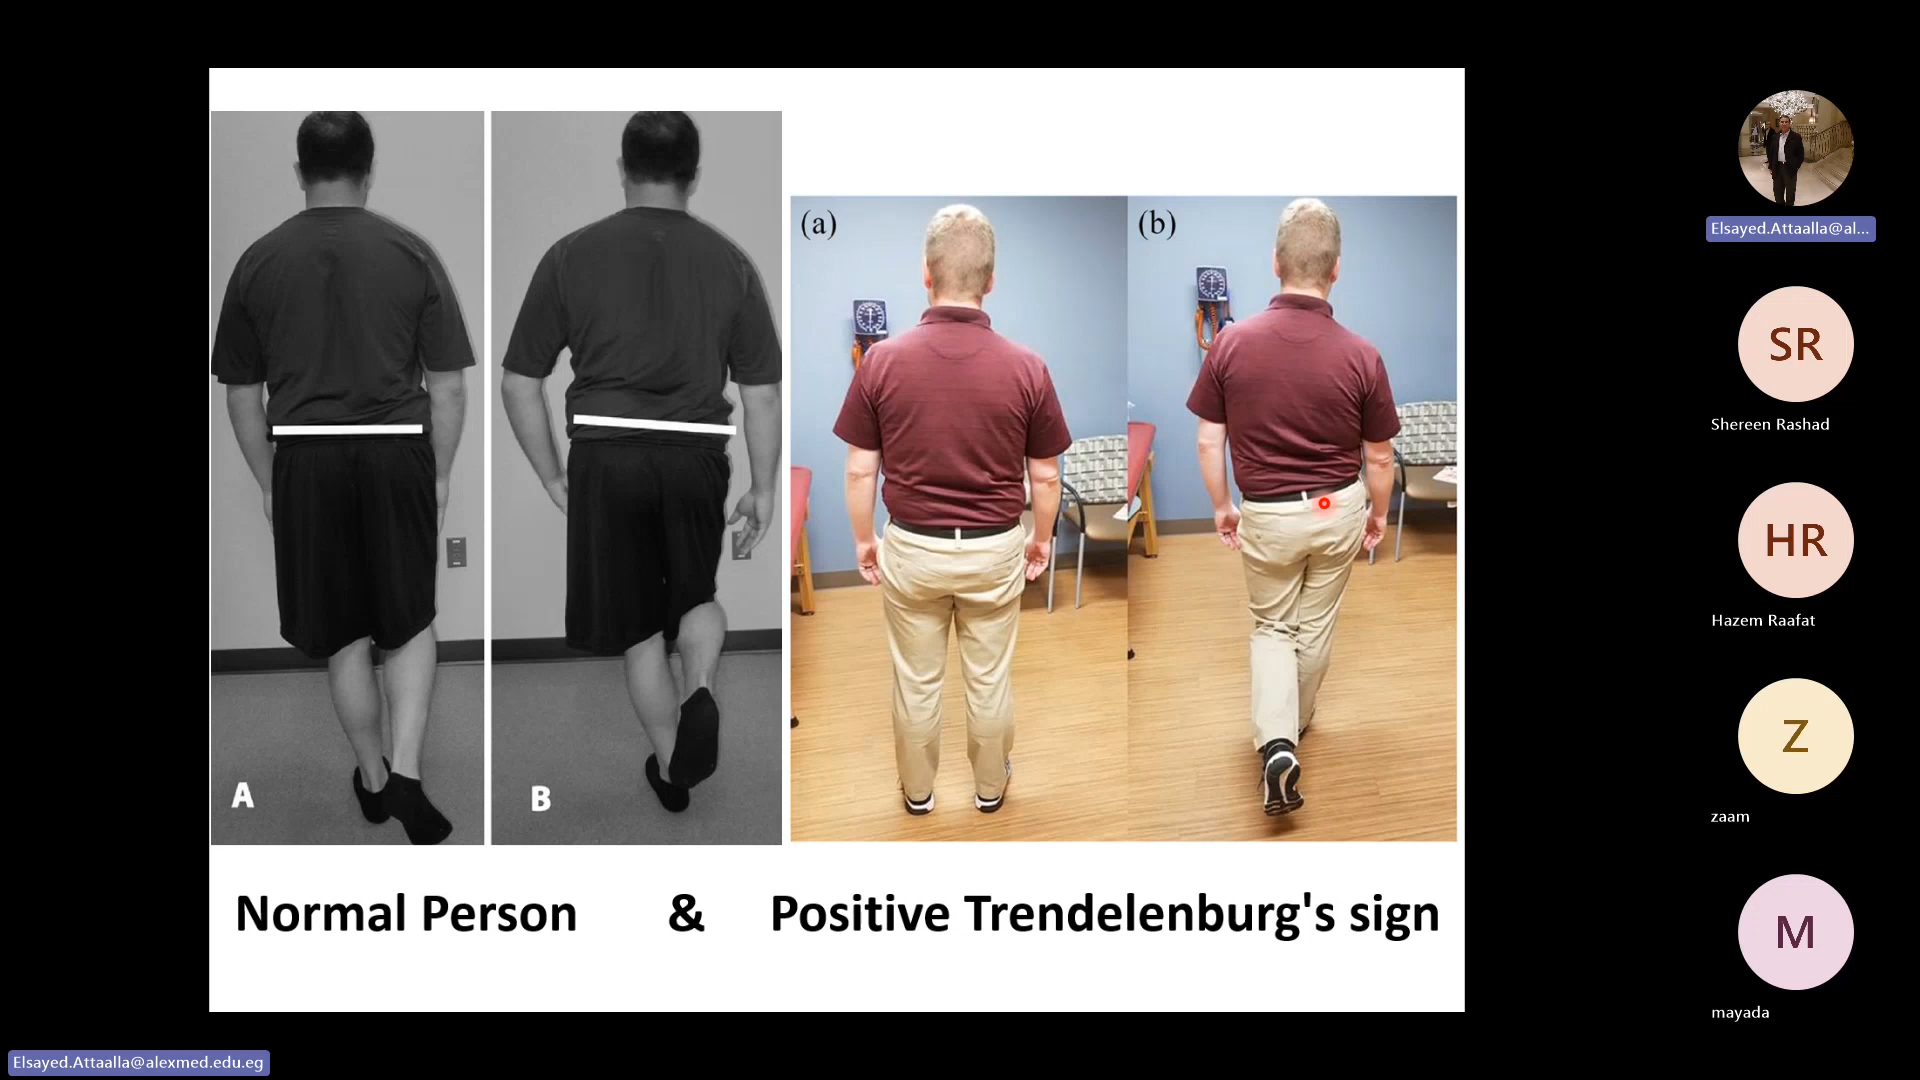 (a)
(b)
A
B
Normal Person & Positive Trendelenburg's sign
Elsayed.Attaalla@al...
SR
Shereen Rashad
HR
Hazem Raafat
Z
zaam
M
mayada
Elsayed.Attaalla@alexmed.edu.eg